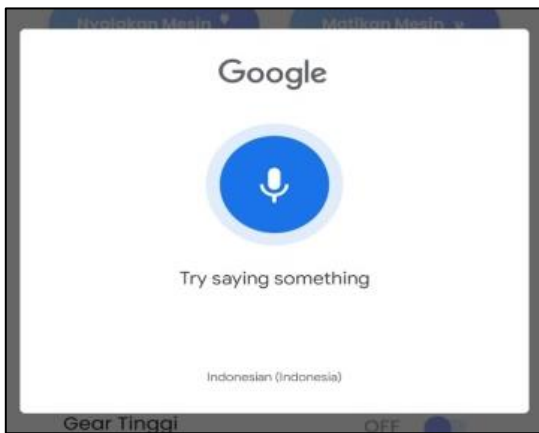 Nyalakan Mesin
Matikan Mesin
Google
Try saying something
Indonesian (Indonesia)
Gear Tinggi
OFF